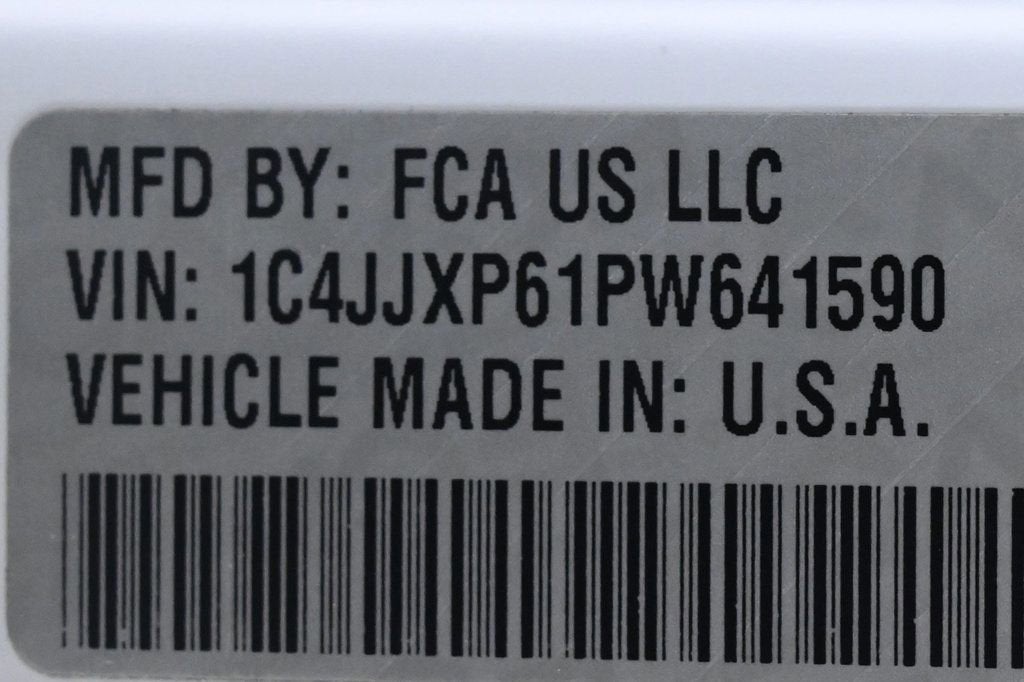 MFD BY: FCA US LLC
VIN: 1C4JJXP61PW641590
VEHICLE MADE IN: U.S.A.